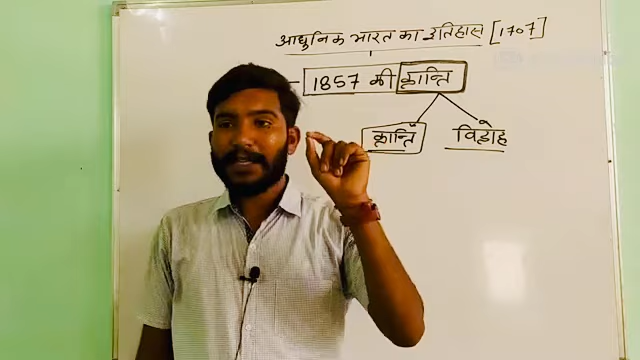 आधुनिक भारत का इतिहास [1707]
1857 की क्रान्ति
क्रान्ति विद्रोह